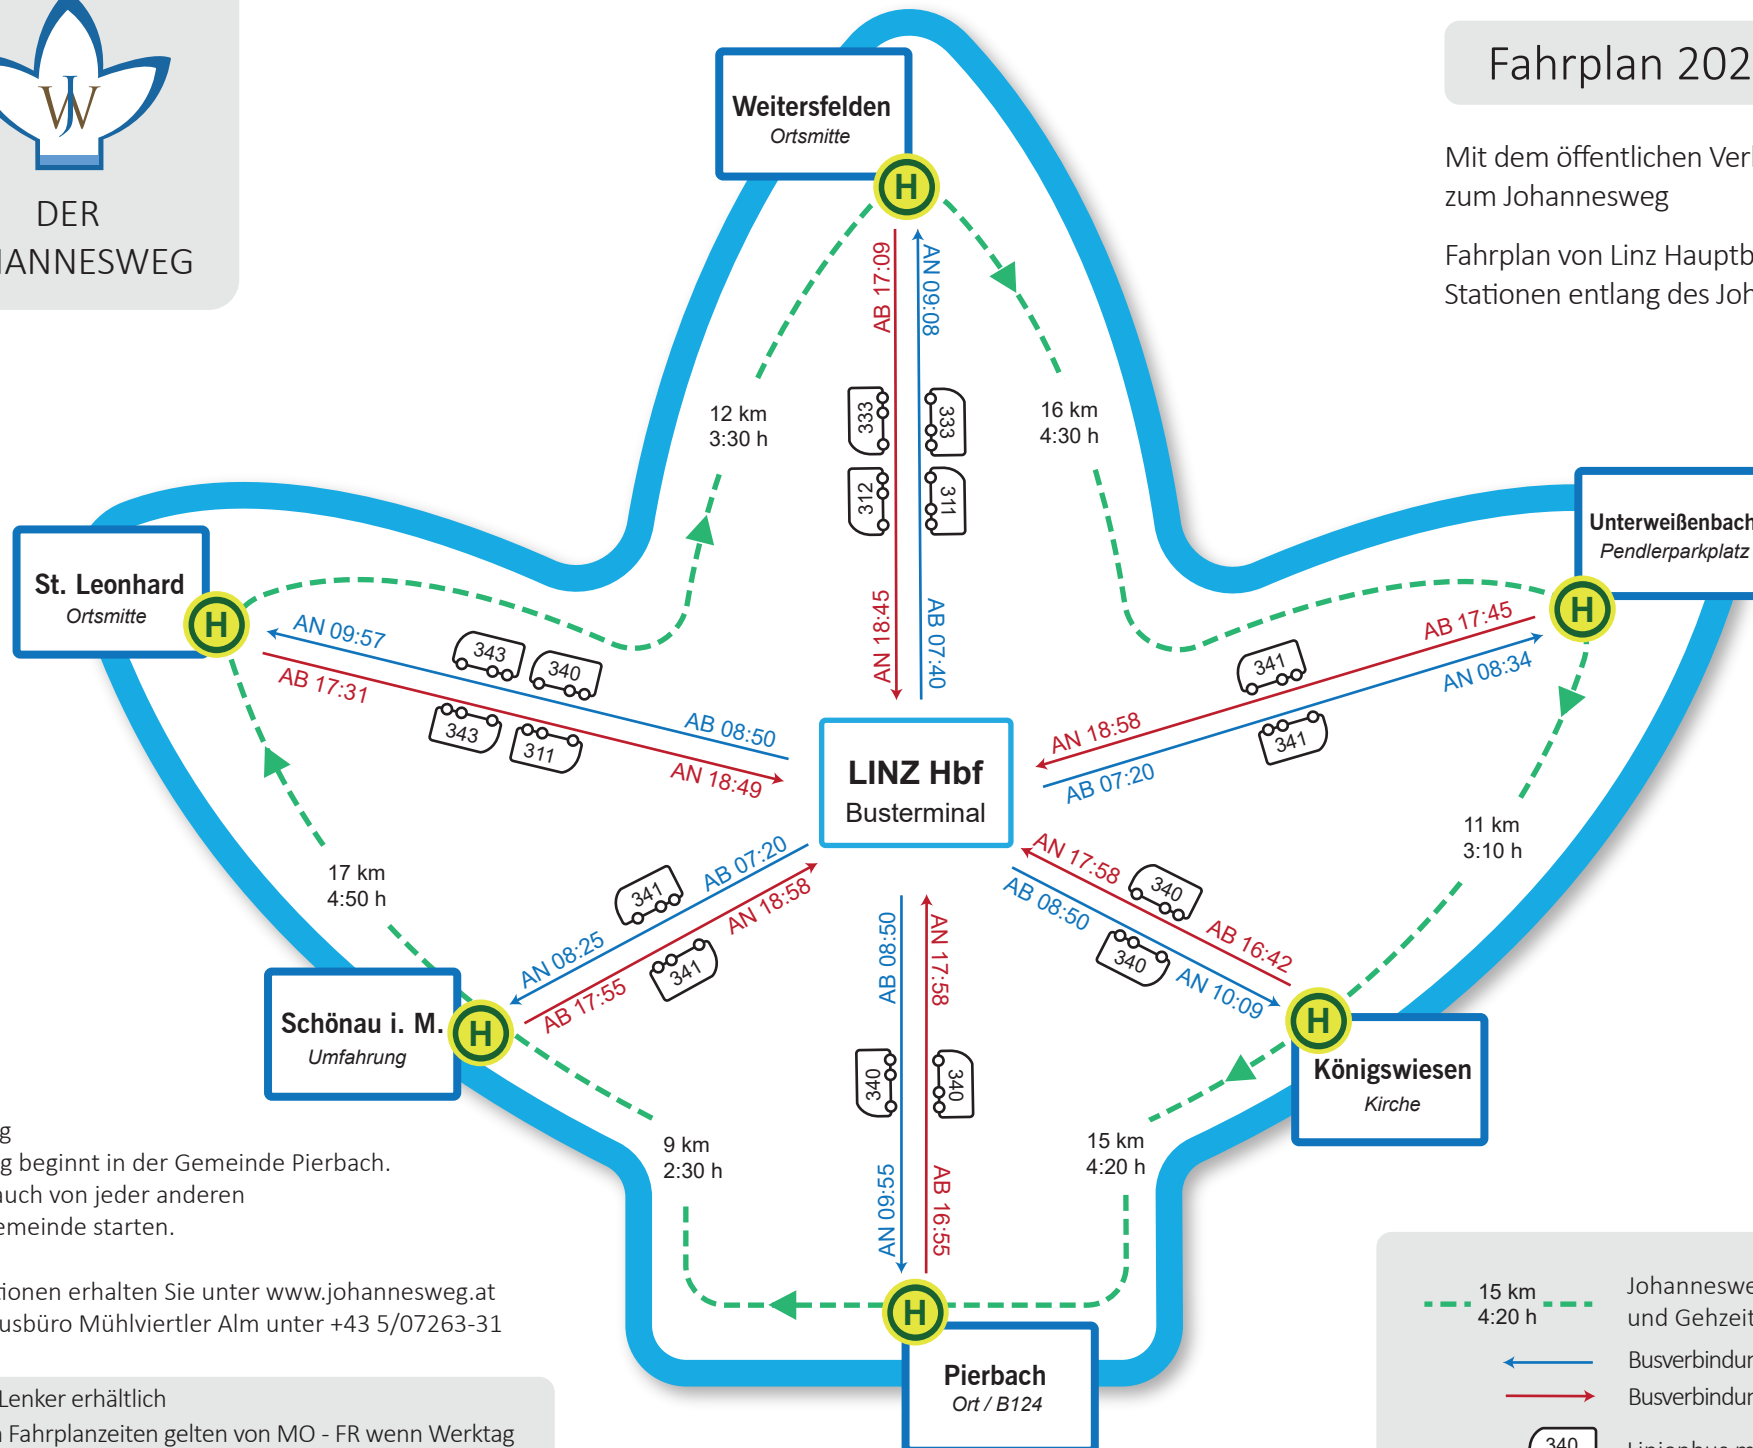 JW
DER
ANNESWEG
Fahrplan 202
Mit dem öffentlichen
zum Johannesweg
Fahrplan von Linz
Stationen entlang des
Weitersfelden
Ortsmitte
H
AB 17:09
AN 09:08
333
333
312
311
AN 18:45
AB 07:40
12 km
3:30 h
16 km
4:30 h
St. Leonhard
Ortsmitte
H
AN 09:57
AB 17:31
343
340
343
311
AB 08:50
AN 18:49
Unterweißenbach
Pendlerparkplatz
H
AB 17:45
AN 08:34
341
341
AN 18:58
AB 07:20
LINZ Hbf
Busterminal
17 km
4:50 h
11 km
3:10 h
AB 07:20
AN 18:58
341
341
AN 08:25
AB 17:55
AN 17:58
AB 08:50
340
340
AB 16:42
AN 10:09
Schönau i. M.
Umfahrung
H
H
Königswiesen
Kirche
AB 08:50
AN 17:58
340
340
AN 09:55
AB 16:55
9 km
2:30 h
15 km
4:20 h
H
Pierbach
Ort / B124
g
g beginnt in der Gemeinde Pierbach.
auch von jeder anderen
emeinde starten.
tionen erhalten Sie unter www.johannesweg.at
usbüro Mühlviertler Alm unter +43 5/07263-31
Lenker erhältlich
Fahrplanzeiten gelten von MO - FR wenn Werktag
15 km
4:20 h
Johanneswe
und Gehzeit
Busverbindu
Busverbindu
340